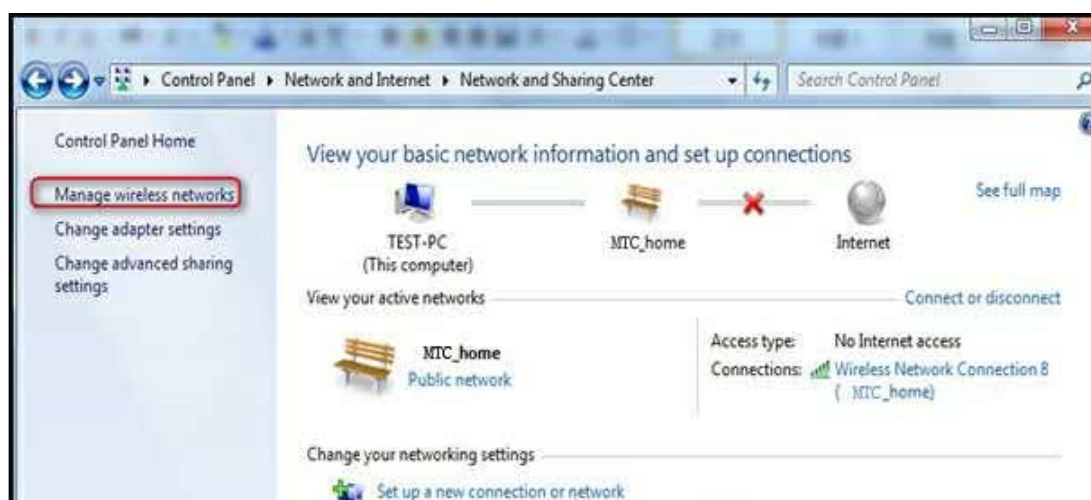 Control Panel ▸ Network and Internet ▸ Network and Sharing Center
Search Control Panel
Control Panel Home
Manage wireless networks
Change adapter settings
Change advanced sharing
settings
View your basic network information and set up connections
See full map
TEST-PC
(This computer)
MTC_home
Internet
View your active networks
Connect or disconnect
MTC_home
Public network
Access type: No Internet access
Connections: Wireless Network Connection 8
( MTC_home)
Change your networking settings
Set up a new connection or network